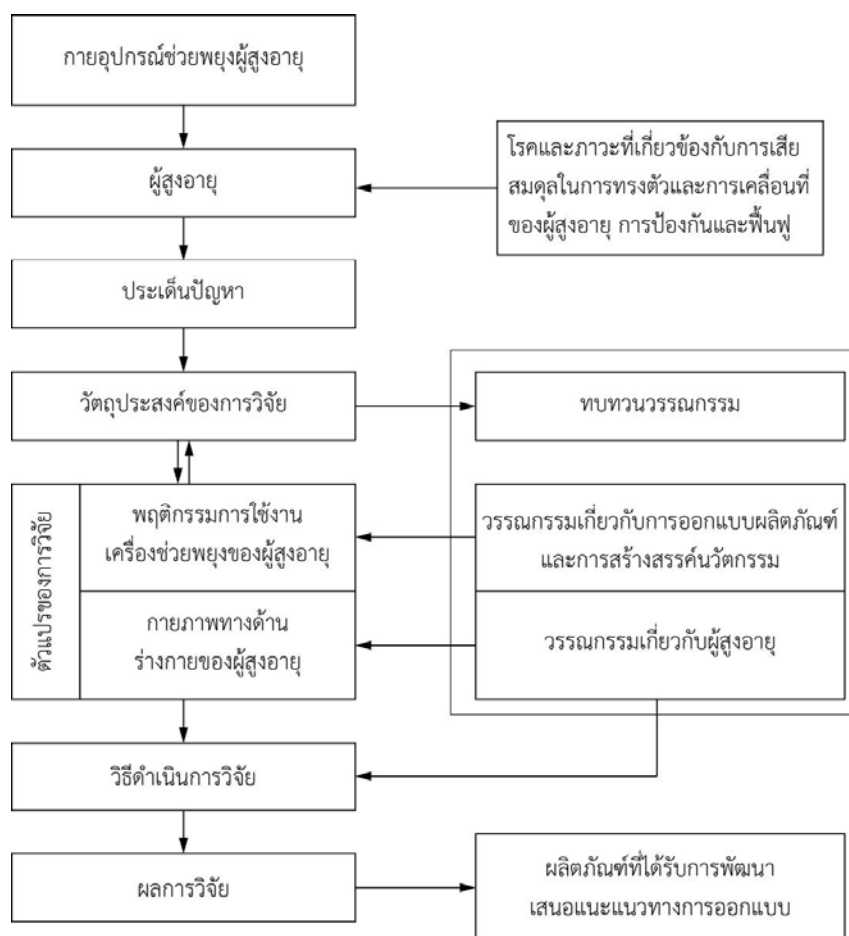 กายอุปกรณ์ช่วยพยุงผู้สูงอายุ
ผู้สูงอายุ
โรคและภาวะที่เกี่ยวข้องกับการเสีย
สมดุลในการทรงตัวและการเคลื่อนที่
ของผู้สูงอายุ การป้องกันและฟื้นฟู
ประเด็นปัญหา
วัตถุประสงค์ของการวิจัย
ทบทวนวรรณกรรม
ตัวแปรของการวิจัย
พฤติกรรมการใช้งาน
เครื่องช่วยพยุงของผู้สูงอายุ
วรรณกรรมเกี่ยวกับการออกแบบผลิตภัณฑ์
และการสร้างสรรค์นวัตกรรม
กายภาพทางด้าน
ร่างกายของผู้สูงอายุ
วรรณกรรมเกี่ยวกับผู้สูงอายุ
วิธีดำเนินการวิจัย
ผลการวิจัย
ผลิตภัณฑ์ที่ได้รับการพัฒนา
เสนอแนะแนวทางการออกแบบ